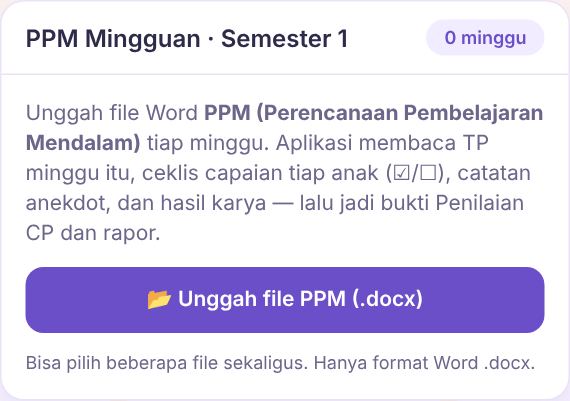 PPM Mingguan · Semester 1
0 minggu
Unggah file Word PPM (Perencanaan Pembelajaran
Mendalam) tiap minggu. Aplikasi membaca TP
minggu itu, ceklis capaian tiap anak (☑/☐), catatan
anekdot, dan hasil karya — lalu jadi bukti Penilaian
CP dan rapor.
📂 Unggah file PPM (.docx)
Bisa pilih beberapa file sekaligus. Hanya format Word .docx.